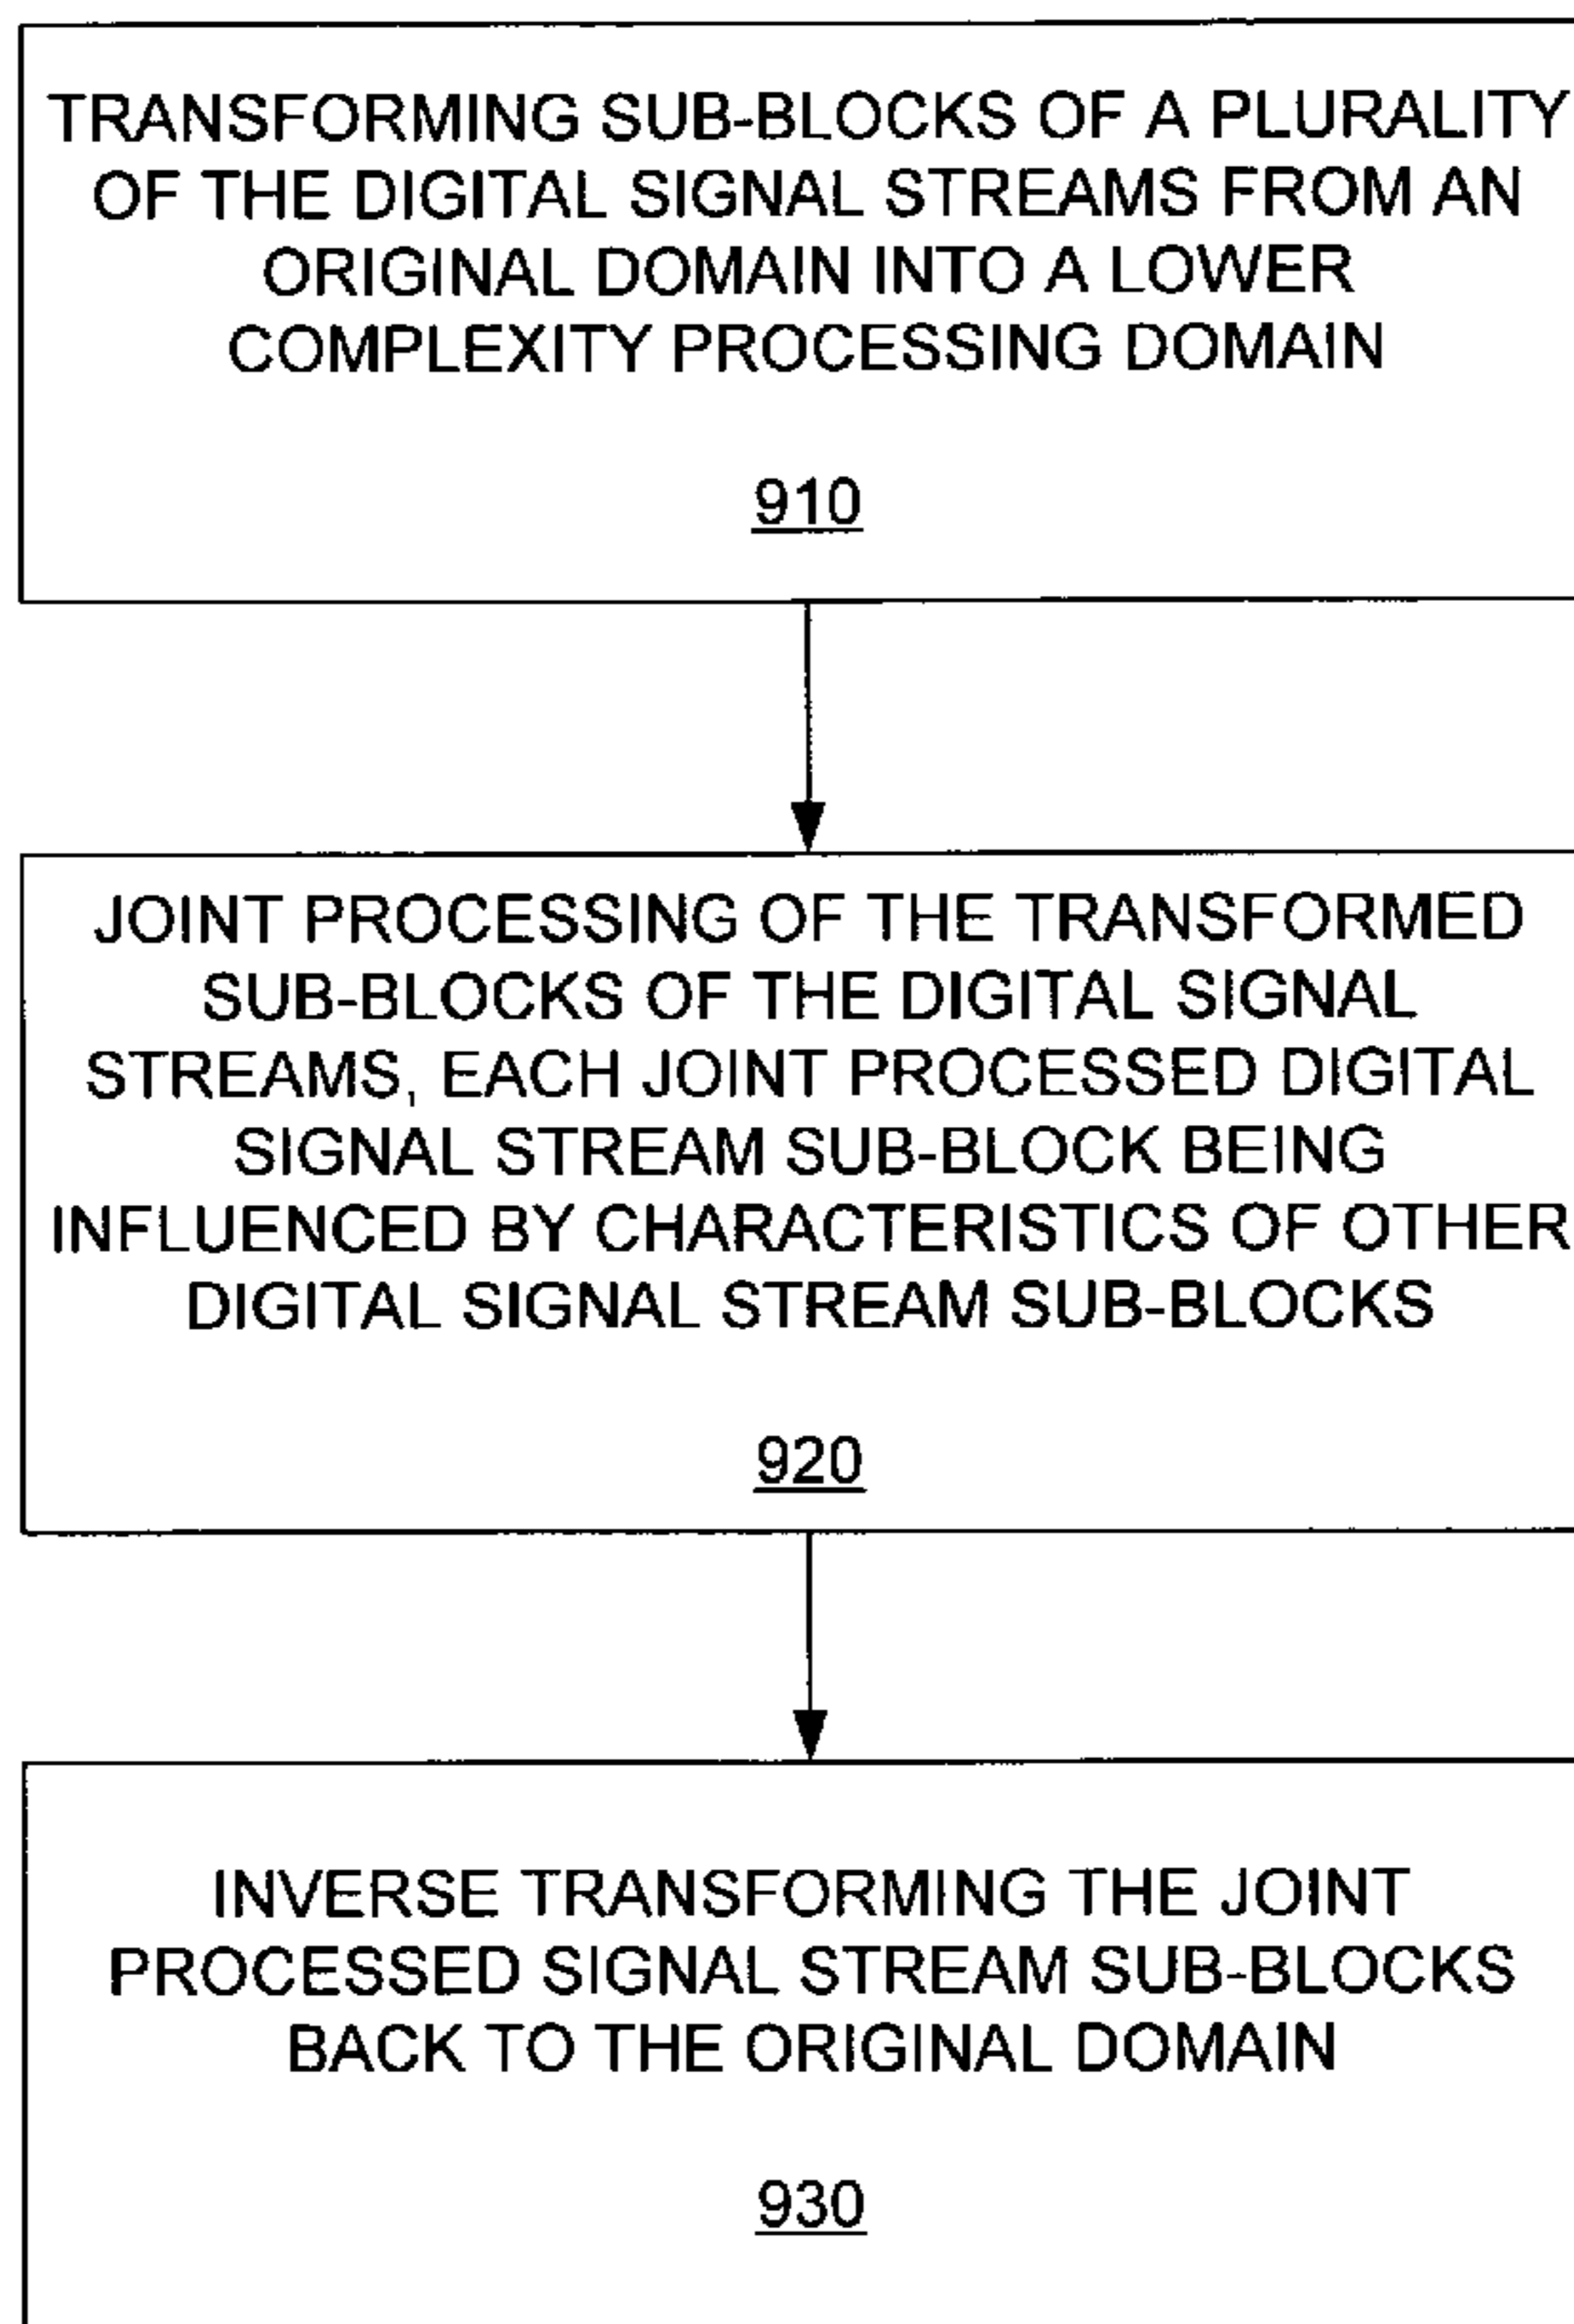 TRANSFORMING SUB-BLOCKS OF A PLURALITY
OF THE DIGITAL SIGNAL STREAMS FROM AN
ORIGINAL DOMAIN INTO A LOWER
COMPLEXITY PROCESSING DOMAIN
910
JOINT PROCESSING OF THE TRANSFORMED
SUB-BLOCKS OF THE DIGITAL SIGNAL
STREAMS, EACH JOINT PROCESSED DIGITAL
SIGNAL STREAM SUB-BLOCK BEING
INFLUENCED BY CHARACTERISTICS OF OTHER
DIGITAL SIGNAL STREAM SUB-BLOCKS
920
INVERSE TRANSFORMING THE JOINT
PROCESSED SIGNAL STREAM SUB-BLOCKS
BACK TO THE ORIGINAL DOMAIN
930